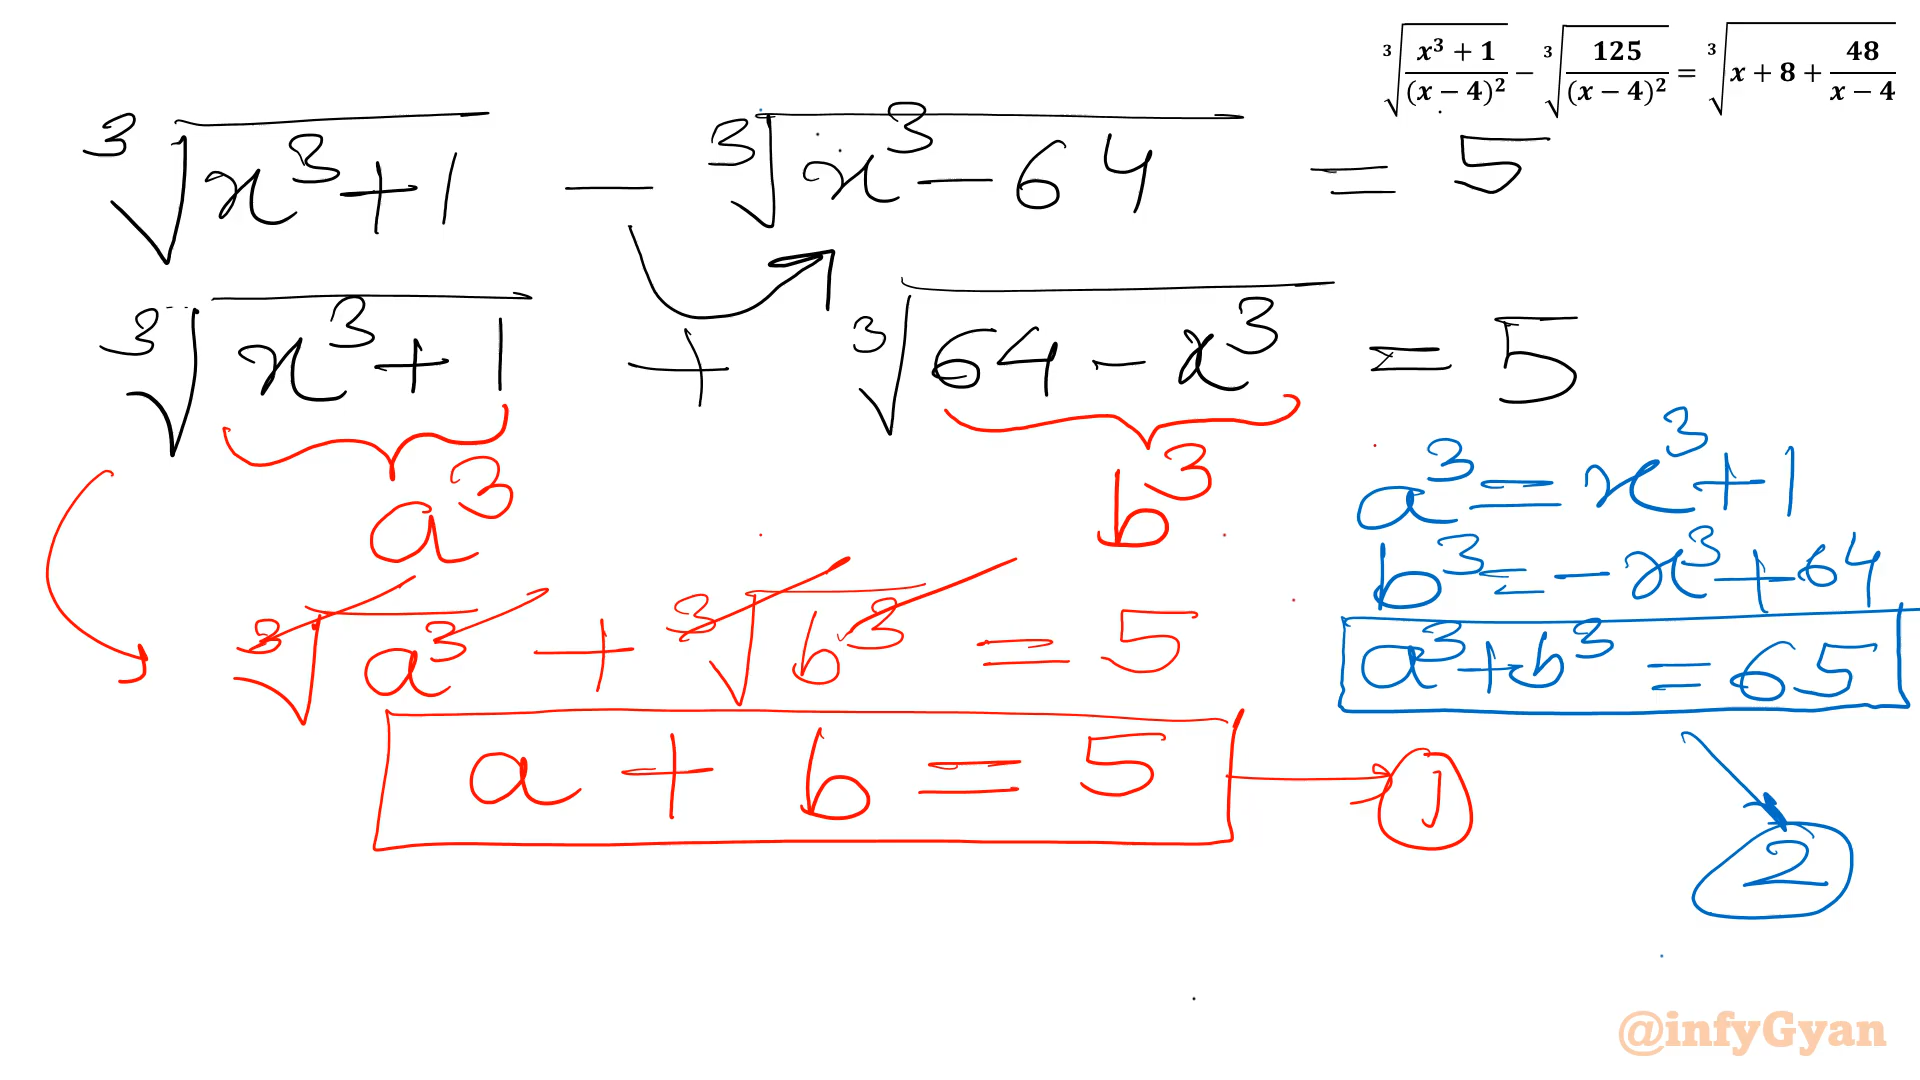 ∛((x³ + 1)/(x − 4)²) − ∛(125/(x − 4)²) = ∛(x + 8 + 48/(x − 4))
∛(x³ + 1) − ∛(x³ − 64) = 5
∛(x³ + 1) + ∛(64 − x³) = 5
a³ b³
a³ = x³ + 1
b³ = − x³ + 64
∛a³ + ∛b³ = 5
a³ + b³ = 65
a + b = 5
1
2
@infyGyan